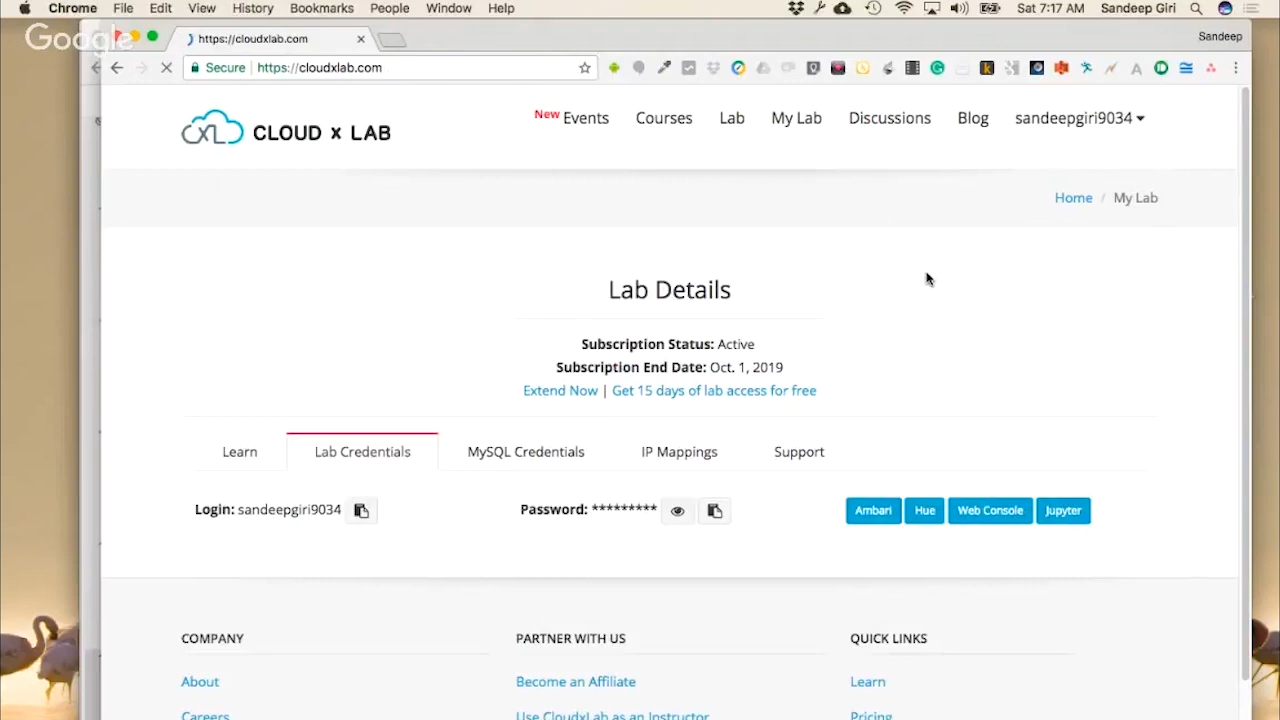 Chrome File Edit View History Bookmarks People Window Help Sat 7:17 AM Sandeep Giri
Google
https://cloudxlab.com Sandeep
Secure https://cloudxlab.com
CXL CLOUD x LAB New Events Courses Lab My Lab Discussions Blog sandeepgiri9034
Home / My Lab
Lab Details
Subscription Status: Active
Subscription End Date: Oct. 1, 2019
Extend Now | Get 15 days of lab access for free
Learn Lab Credentials MySQL Credentials IP Mappings Support
Login: sandeepgiri9034 Password: ********* Ambari Hue Web Console Jupyter
COMPANY PARTNER WITH US QUICK LINKS
About Become an Affiliate Learn
Careers Use CloudxLab as an Instructor Pricing